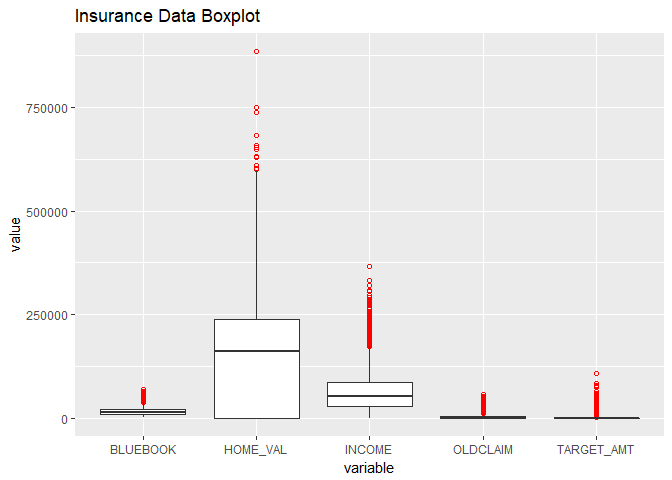 Insurance Data Boxplot
value
750000
500000
250000
0
BLUEBOOK HOME_VAL INCOME OLDCLAIM TARGET_AMT
variable